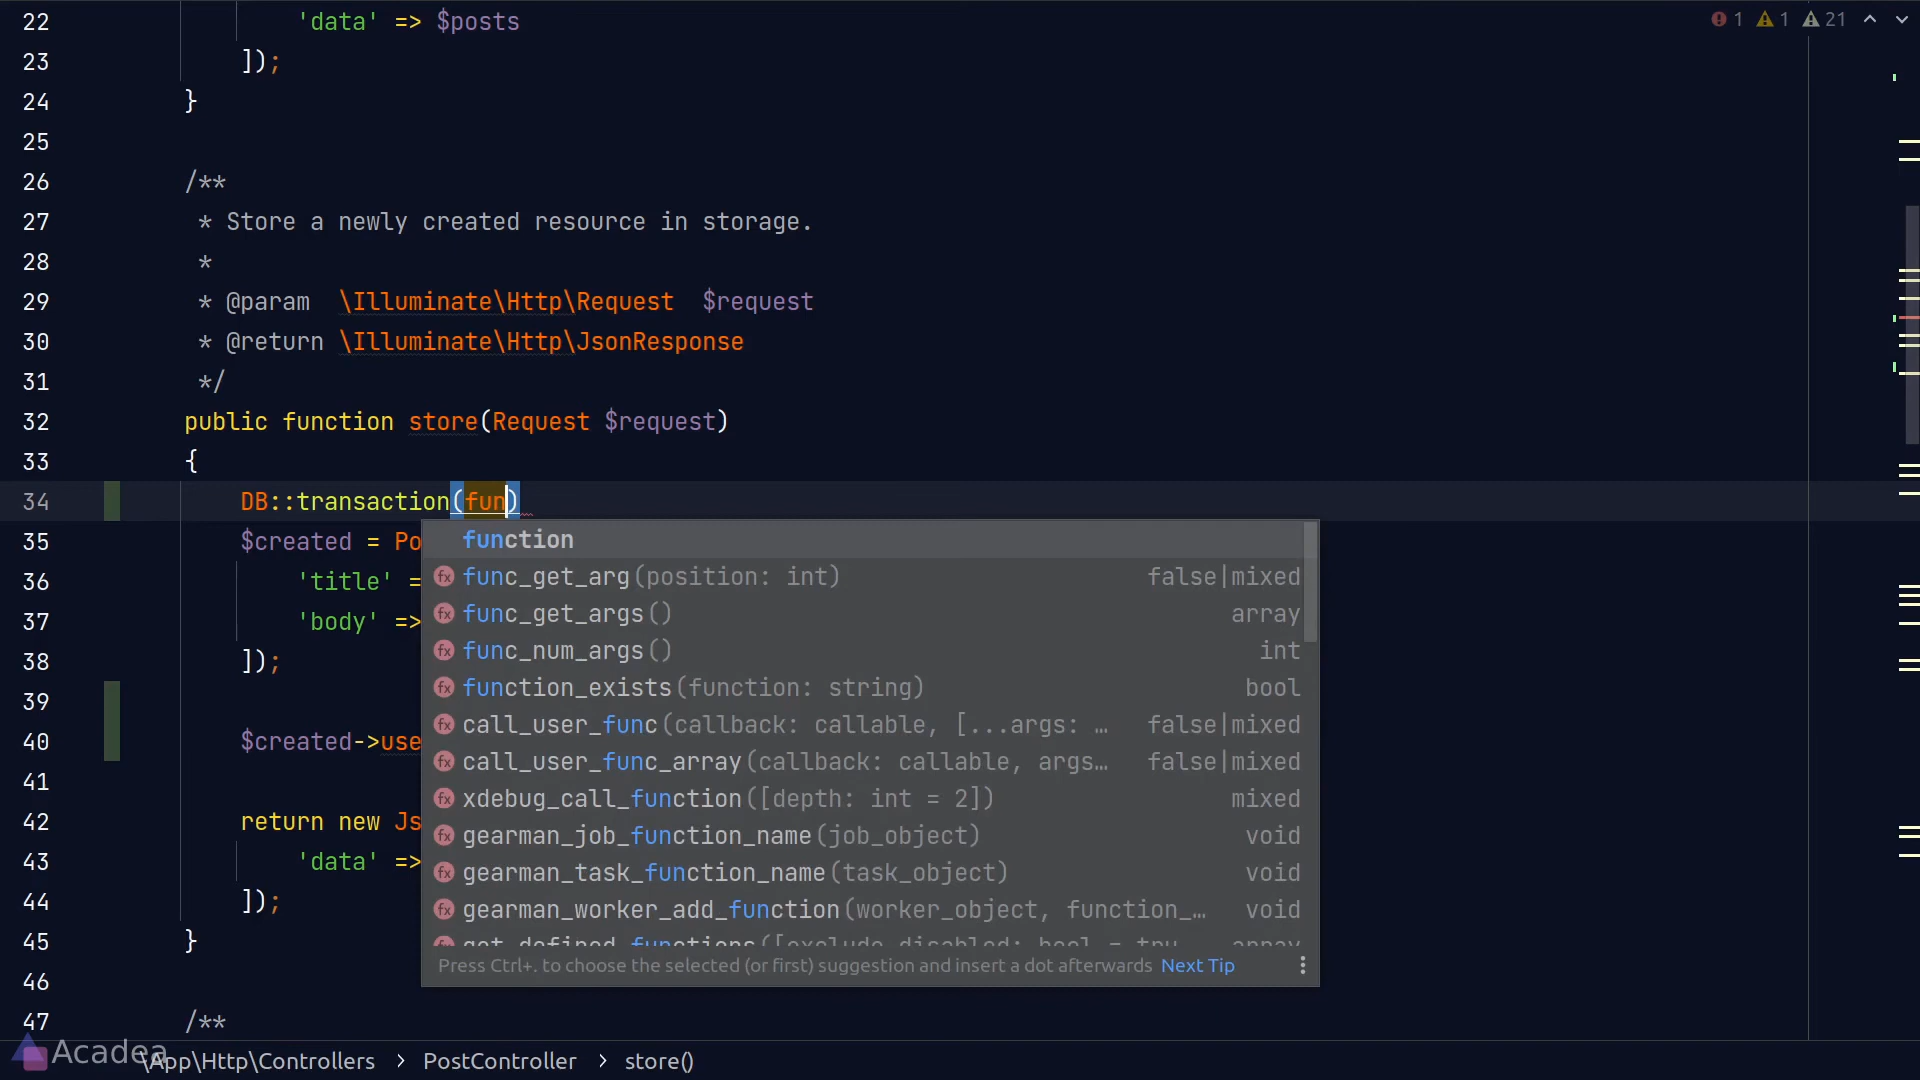 22 'data' => $posts
23 ]);
24 }
25
26 /**
27 * Store a newly created resource in storage.
28 *
29 * @param \Illuminate\Http\Request $request
30 * @return \Illuminate\Http\JsonResponse
31 */
32 public function store(Request $request)
33 {
34 DB::transaction(fun)
35 $created = Po
36 'title' =
37 'body' =>
38 ]);
39
40 $created->use
41
42 return new Js
43 'data' =>
44 ]);
45 }
46
47 /**
1 1 21
function
func_get_arg(position: int) false|mixed
func_get_args() array
func_num_args() int
function_exists(function: string) bool
call_user_func(callback: callable, [...args: … false|mixed
call_user_func_array(callback: callable, args… false|mixed
xdebug_call_function([depth: int = 2]) mixed
gearman_job_function_name(job_object) void
gearman_task_function_name(task_object) void
gearman_worker_add_function(worker_object, function_… void
get_defined_functions([exclude_disabled: bool = tru array
Press Ctrl+. to choose the selected (or first) suggestion and insert a dot afterwards Next Tip
Acadea
\App\Http\Controllers > PostController > store()